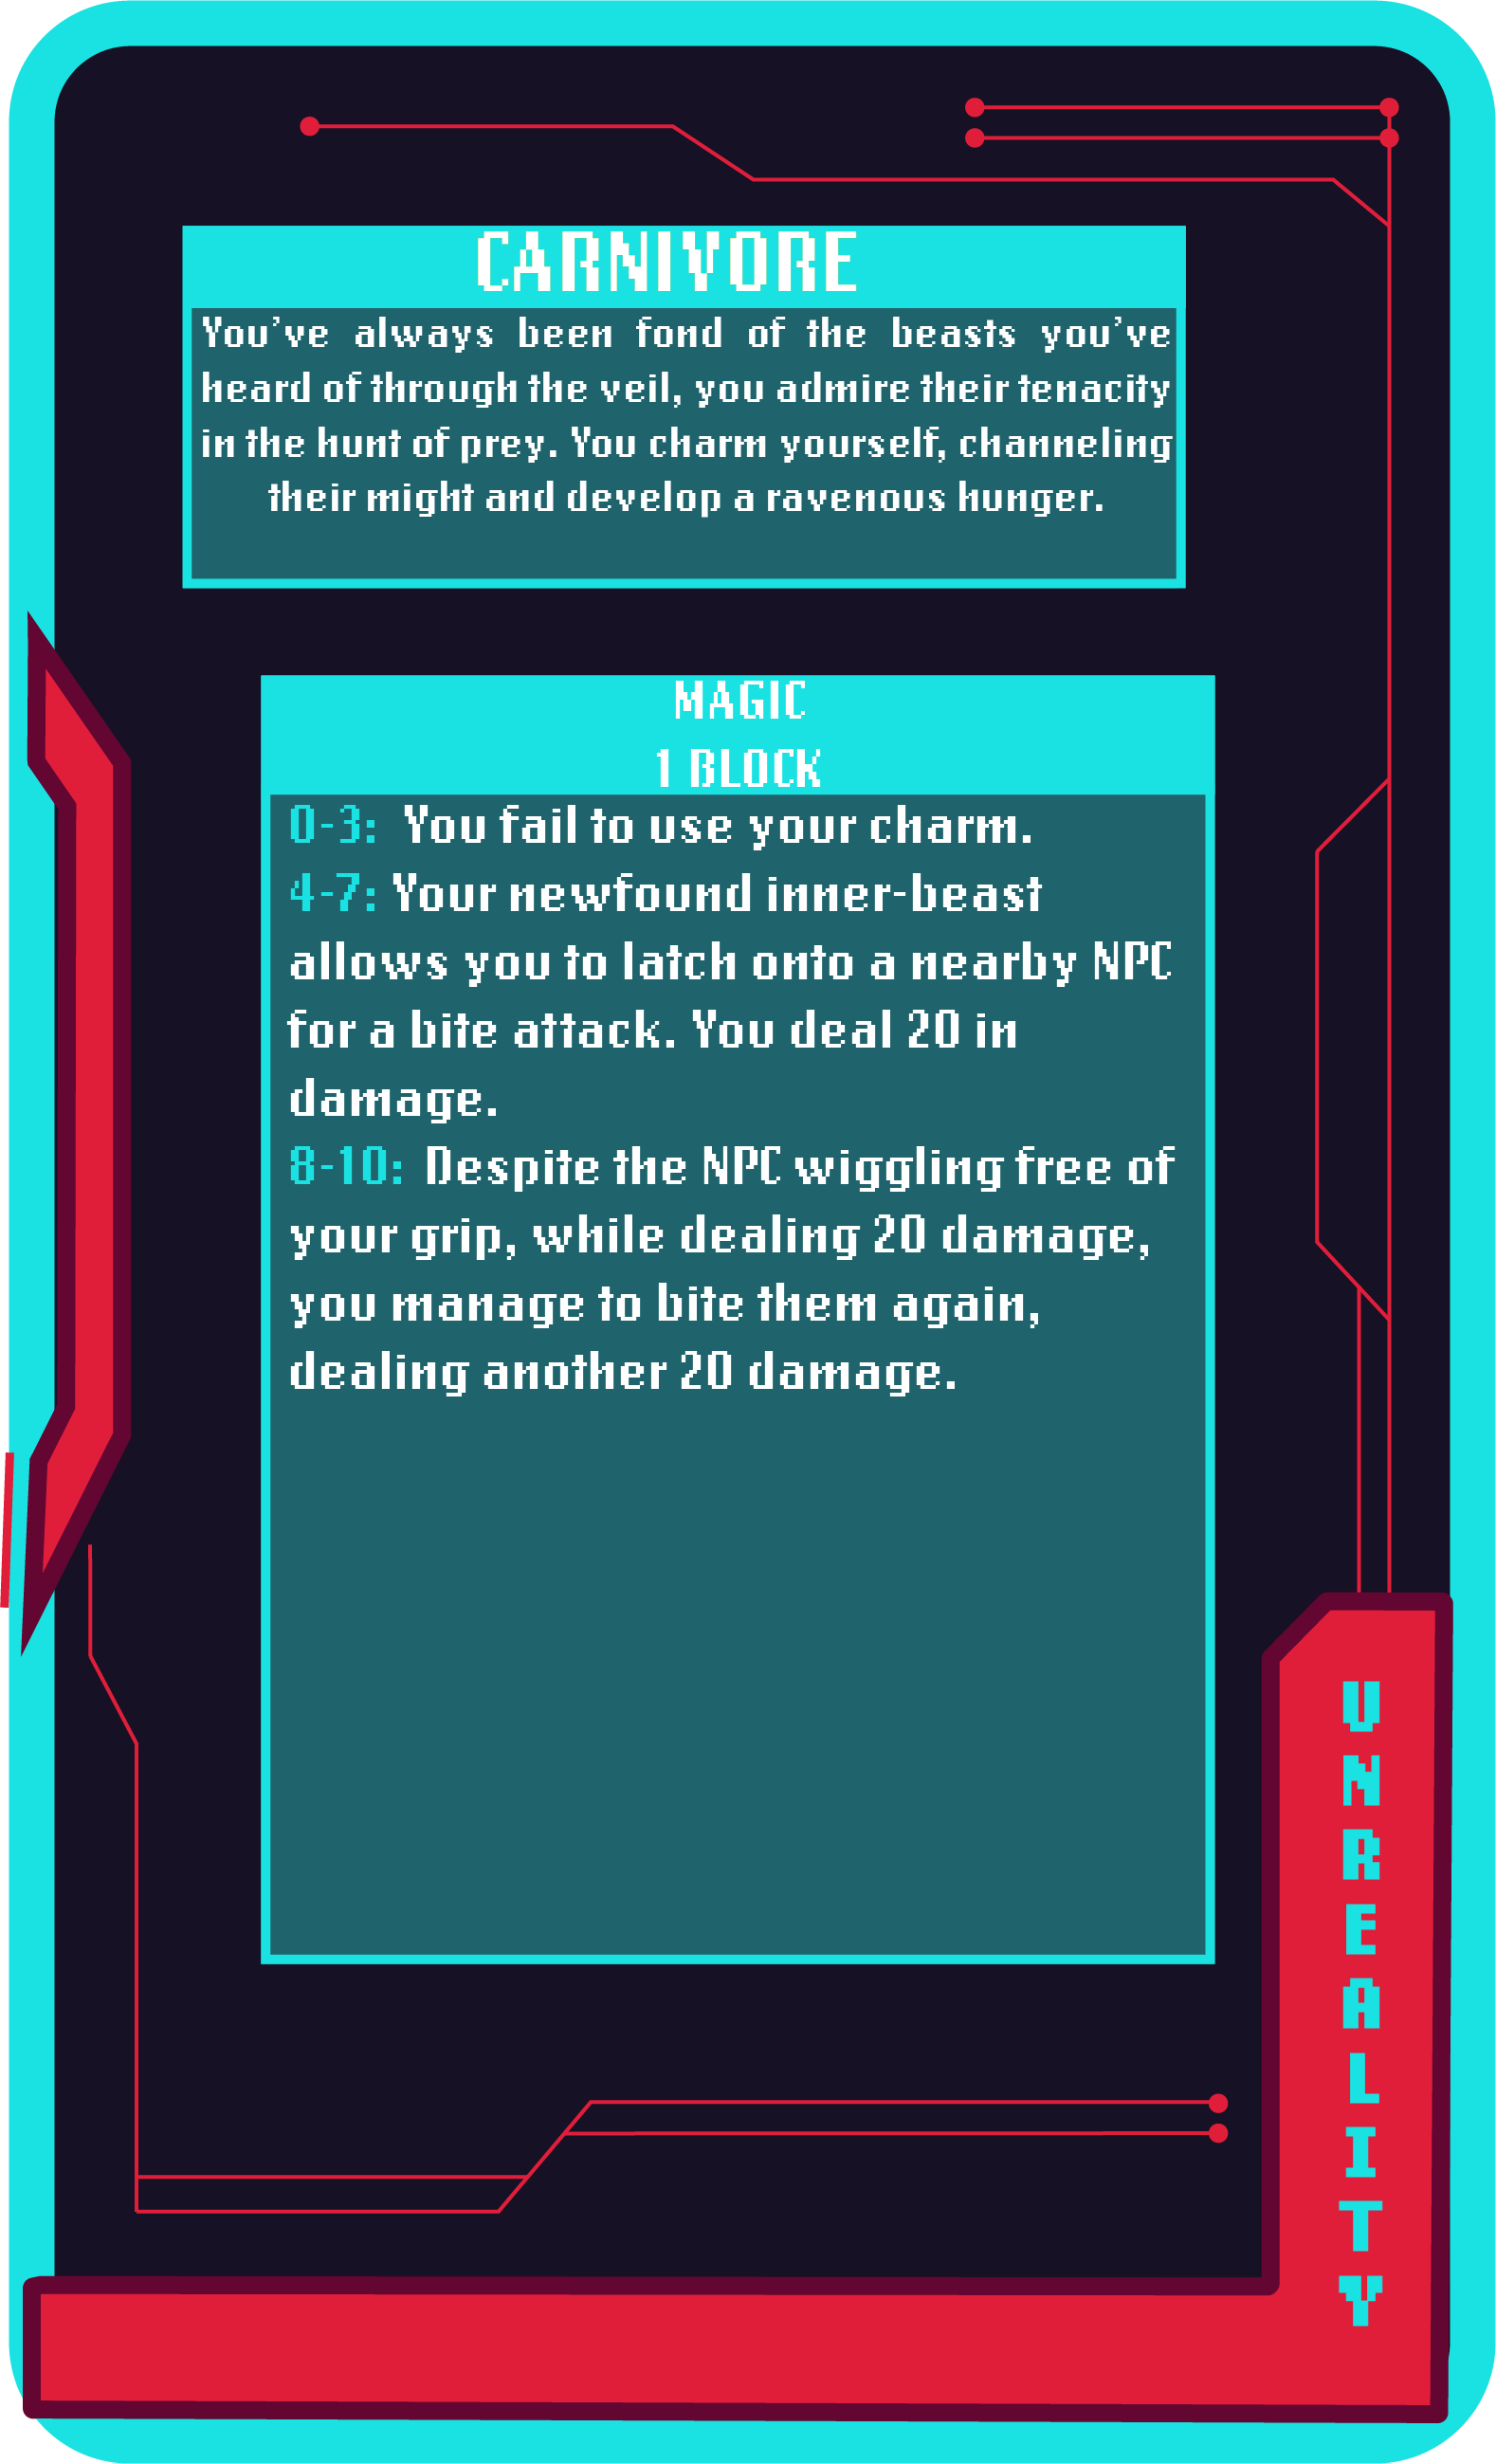 CARNIVORE
You've always been fond of the beasts you've
heard of through the veil, you admire their tenacity
in the hunt of prey. You charm yourself, channeling
their might and develop a ravenous hunger.
MAGIC
1 BLOCK
0-3: You fail to use your charm.
4-7: Your newfound inner-beast
allows you to latch onto a nearby NPC
for a bite attack. You deal 20 in
damage.
8-10: Despite the NPC wiggling free of
your grip, while dealing 20 damage,
you manage to bite them again,
dealing another 20 damage.
UNREALITY